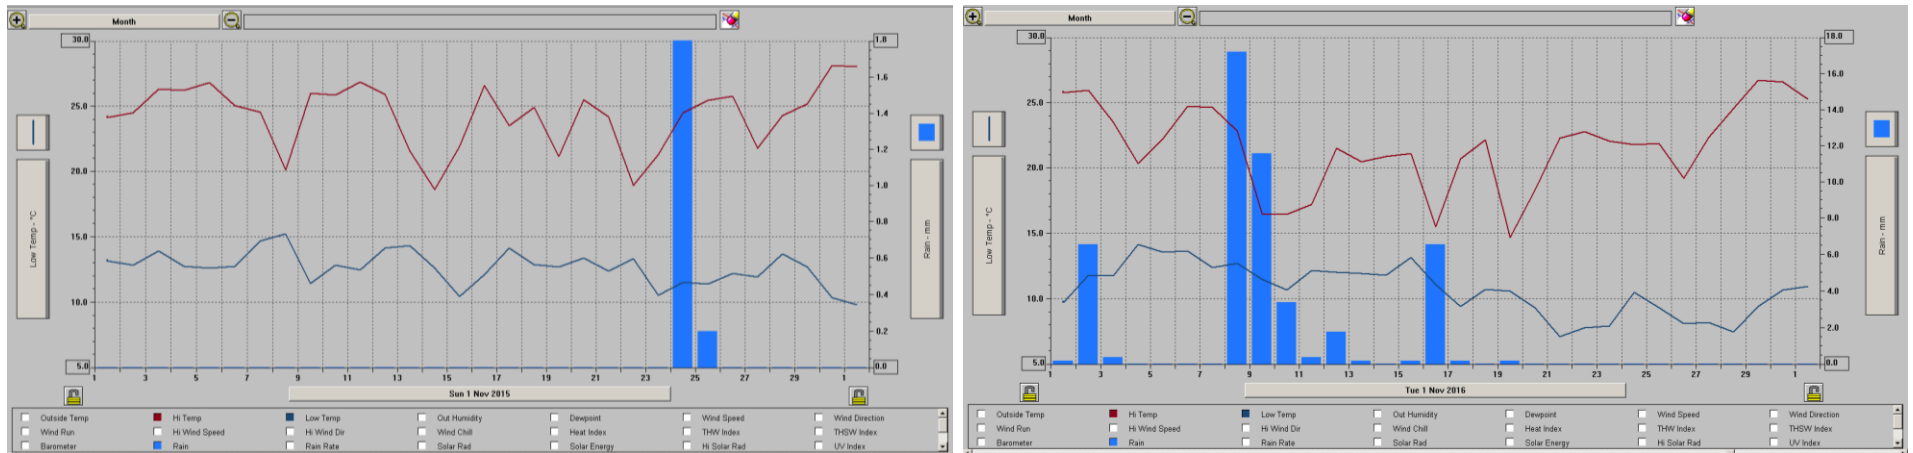 Month
30.0 1.8
1.6
25.0
1.4
1.2
20.0
1.0
0.8
15.0
0.6
10.0 0.4
0.2
5.0 0.0
Low Temp - °C
Rain - mm
1 3 5 7 9 11 13 15 17 19 21 23 25 27 29 1
Sun 1 Nov 2015
Outside Temp Hi Temp Low Temp Out Humidity Dewpoint Wind Speed Wind Direction
Wind Run Hi Wind Speed Hi Wind Dir Wind Chill Heat Index THW Index THSW Index
Barometer Rain Rain Rate Solar Rad Solar Energy Hi Solar Rad UV Index
Month
30.0 18.0
16.0
25.0
14.0
12.0
20.0
10.0
8.0
15.0
6.0
10.0 4.0
2.0
5.0 0.0
Low Temp - °C
Rain - mm
1 3 5 7 9 11 13 15 17 19 21 23 25 27 29 1
Tue 1 Nov 2016
Outside Temp Hi Temp Low Temp Out Humidity Dewpoint Wind Speed Wind Direction
Wind Run Hi Wind Speed Hi Wind Dir Wind Chill Heat Index THW Index THSW Index
Barometer Rain Rain Rate Solar Rad Solar Energy Hi Solar Rad UV Index